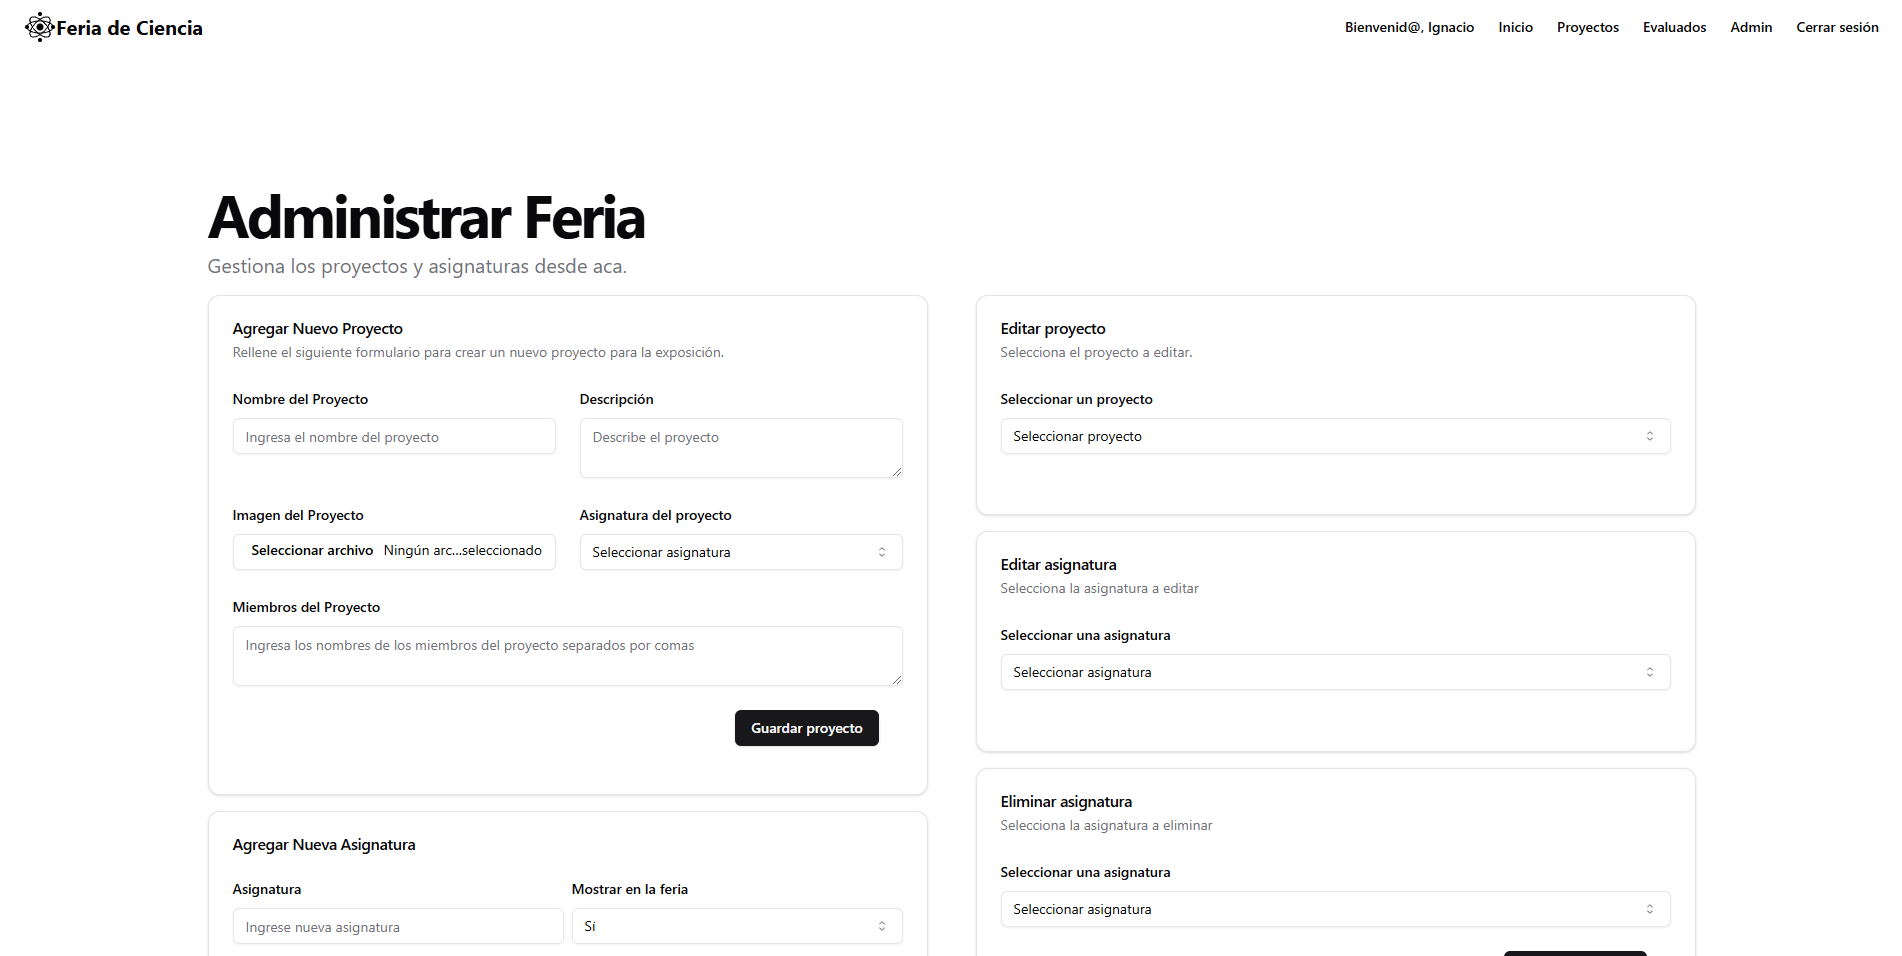 Feria de Ciencia
Bienvenid@, Ignacio Inicio Proyectos Evaluados Admin Cerrar sesión
Administrar Feria
Gestiona los proyectos y asignaturas desde aca.
Agregar Nuevo Proyecto
Rellene el siguiente formulario para crear un nuevo proyecto para la exposición.
Nombre del Proyecto
Ingresa el nombre del proyecto
Descripción
Describe el proyecto
Imagen del Proyecto
Seleccionar archivo Ningún arc...seleccionado
Asignatura del proyecto
Seleccionar asignatura
Miembros del Proyecto
Ingresa los nombres de los miembros del proyecto separados por comas
Guardar proyecto
Agregar Nueva Asignatura
Asignatura
Ingrese nueva asignatura
Mostrar en la feria
Sí
Editar proyecto
Selecciona el proyecto a editar.
Seleccionar un proyecto
Seleccionar proyecto
Editar asignatura
Selecciona la asignatura a editar
Seleccionar una asignatura
Seleccionar asignatura
Eliminar asignatura
Selecciona la asignatura a eliminar
Seleccionar una asignatura
Seleccionar asignatura